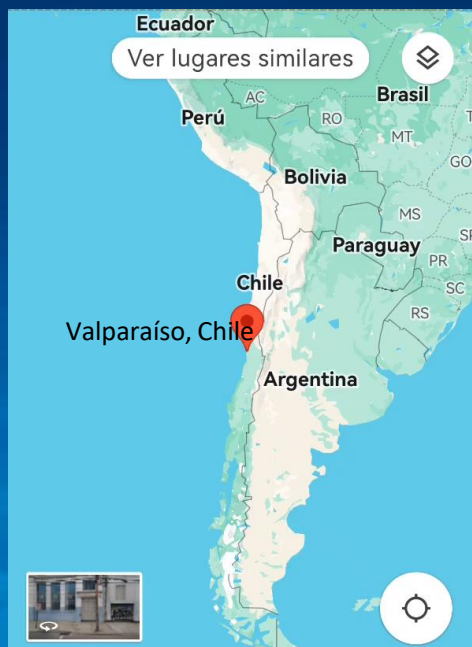 Ecuador
Ver lugares similares
AC
RO
Brasil
Perú
MT
GO
Bolivia
MS
Paraguay
PR
SC
Chile
RS
Valparaíso, Chile
Argentina